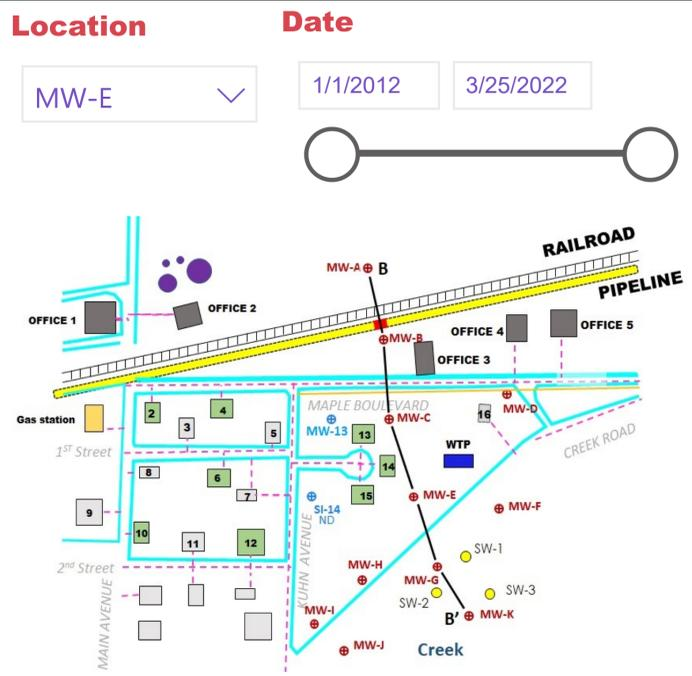 Location
Date
MW-E
1/1/2012
3/25/2022
RAILROAD
PIPELINE
MW-A
B
OFFICE 1
OFFICE 2
MW-B
OFFICE 3
OFFICE 4
OFFICE 5
Gas station
2
3
4
5
MAPLE BOULEVARD
MW-13
MW-C
13
16
MW-D
CREEK ROAD
1ST Street
WTP
14
15
8
6
7
9
10
11
12
SI-14
ND
MW-E
MW-F
KUHN AVENUE
2nd Street
MAIN AVENUE
MW-H
MW-G
SW-1
SW-2
SW-3
MW-I
B’
MW-K
MW-J
Creek